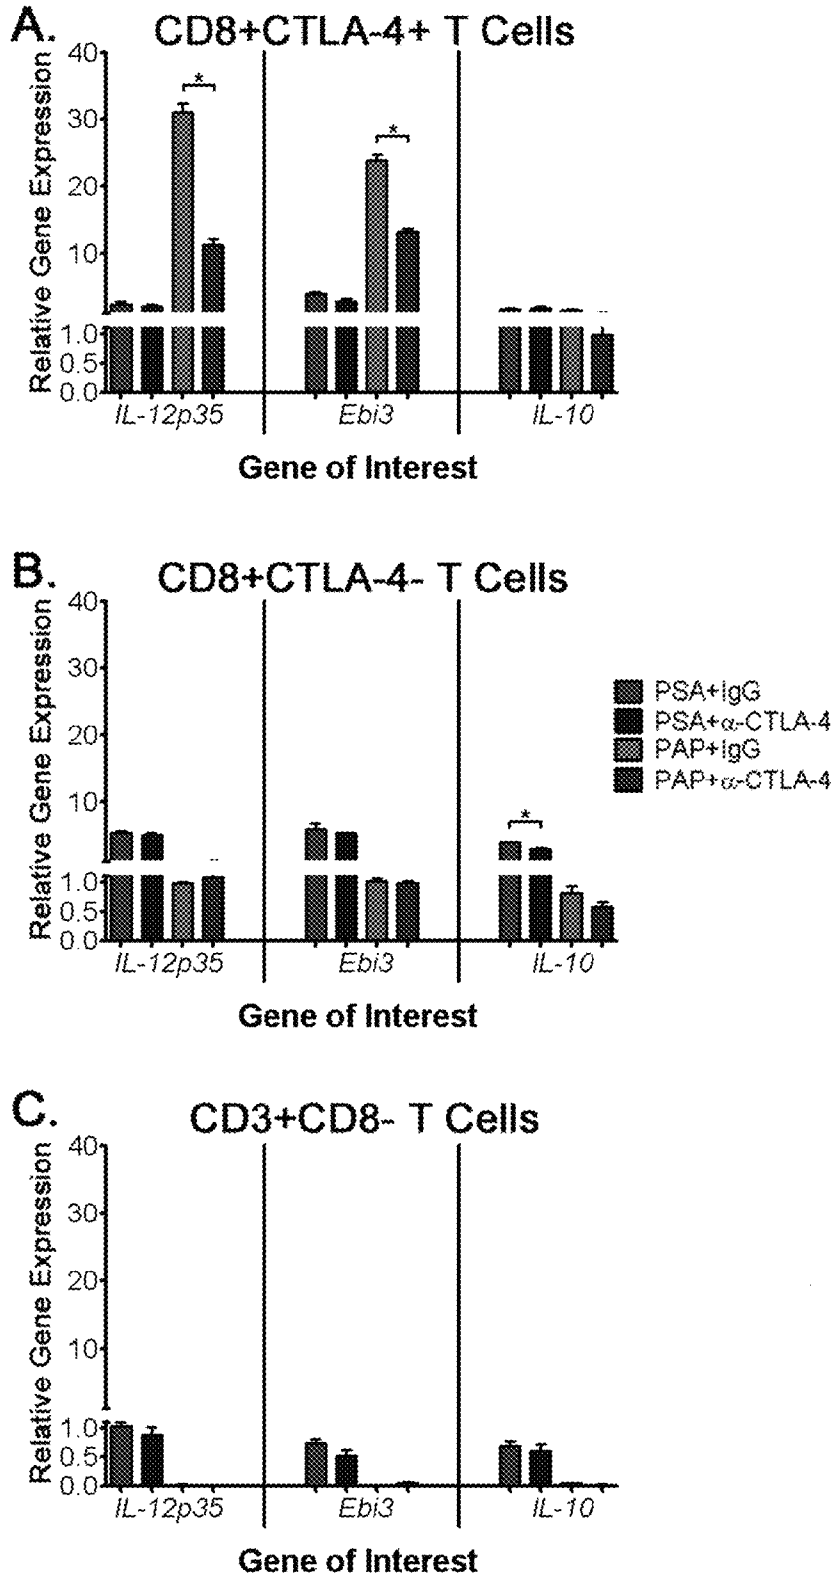 A. CD8+CTLA-4+ T Cells
Relative Gene Expression
40
30
20
10
1.0
0.5
0.0
*
*
IL-12p35 Ebi3 IL-10
Gene of Interest
B. CD8+CTLA-4- T Cells
Relative Gene Expression
40
30
20
10
1.0
0.5
0.0
*
IL-12p35 Ebi3 IL-10
Gene of Interest
PSA+IgG
PSA+α-CTLA-4
PAP+IgG
PAP+α-CTLA-4
C. CD3+CD8- T Cells
Relative Gene Expression
40
30
20
10
1.0
0.5
0.0
IL-12p35 Ebi3 IL-10
Gene of Interest